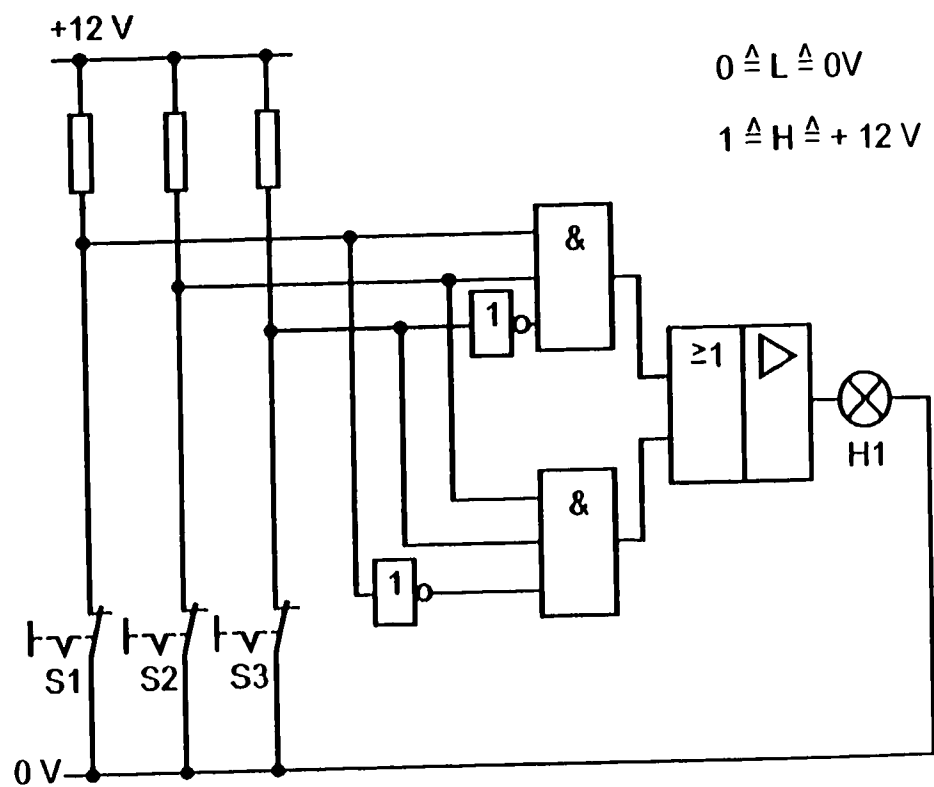 +12 V
0 ≙ L ≙ 0V
1 ≙ H ≙ + 12 V
&
1
≥1
H1
&
1
S1
S2
S3
0 V